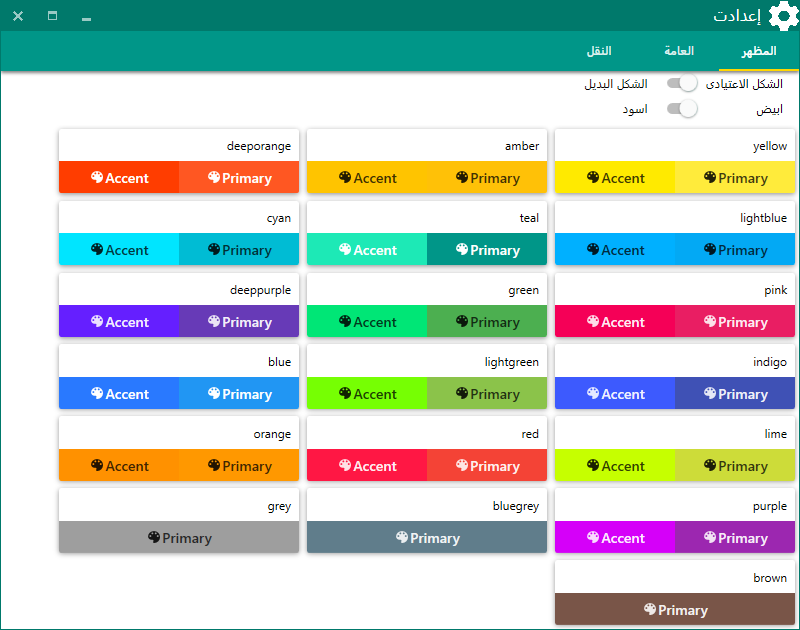 إعدادت
المظهر العامة النقل
الشكل الاعتيادى الشكل البديل
ابيض اسود
yellow amber deeporange
Primary Accent Primary Accent Primary Accent
lightblue teal cyan
Primary Accent Primary Accent Primary Accent
pink green deeppurple
Primary Accent Primary Accent Primary Accent
indigo lightgreen blue
Primary Accent Primary Accent Primary Accent
lime red orange
Primary Accent Primary Accent Primary Accent
purple bluegrey grey
Primary Accent Primary Primary
brown
Primary